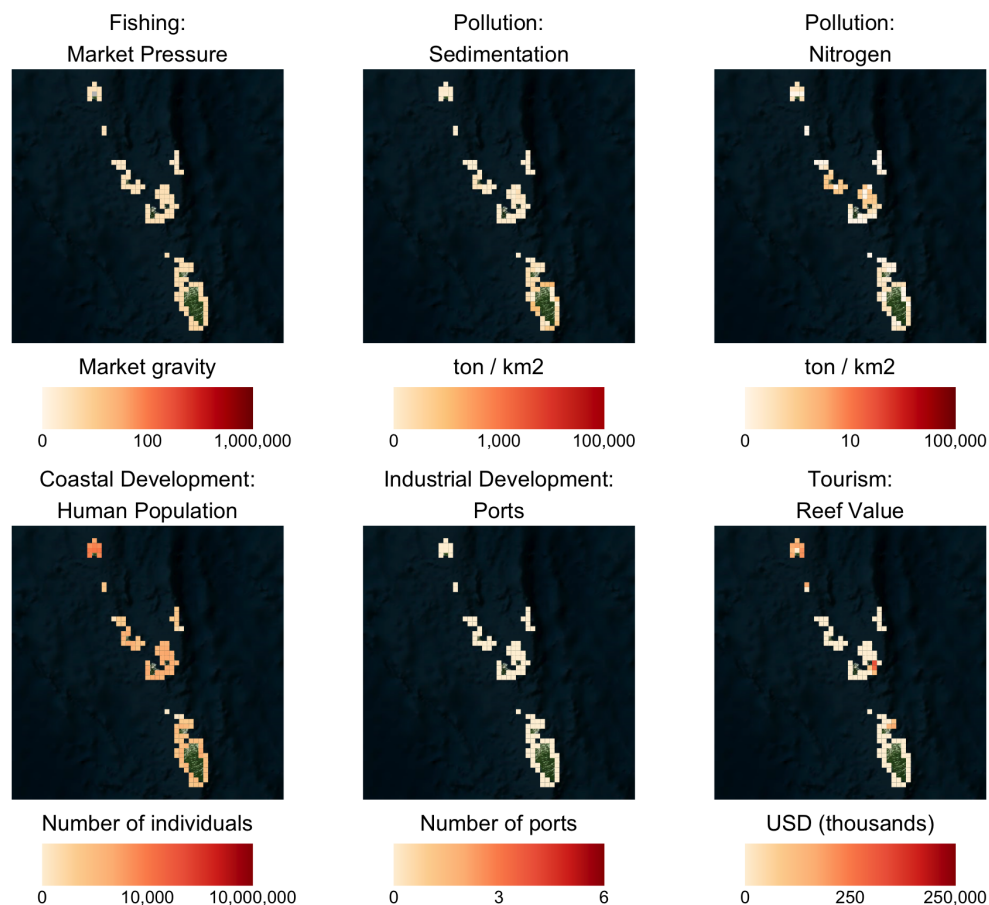 Fishing:
Market Pressure
Pollution:
Sedimentation
Pollution:
Nitrogen
Market gravity
0 100 1,000,000
ton / km2
0 1,000 100,000
ton / km2
0 10 100,000
Coastal Development:
Human Population
Industrial Development:
Ports
Tourism:
Reef Value
Number of individuals
0 10,000 10,000,000
Number of ports
0 3 6
USD (thousands)
0 250 250,000